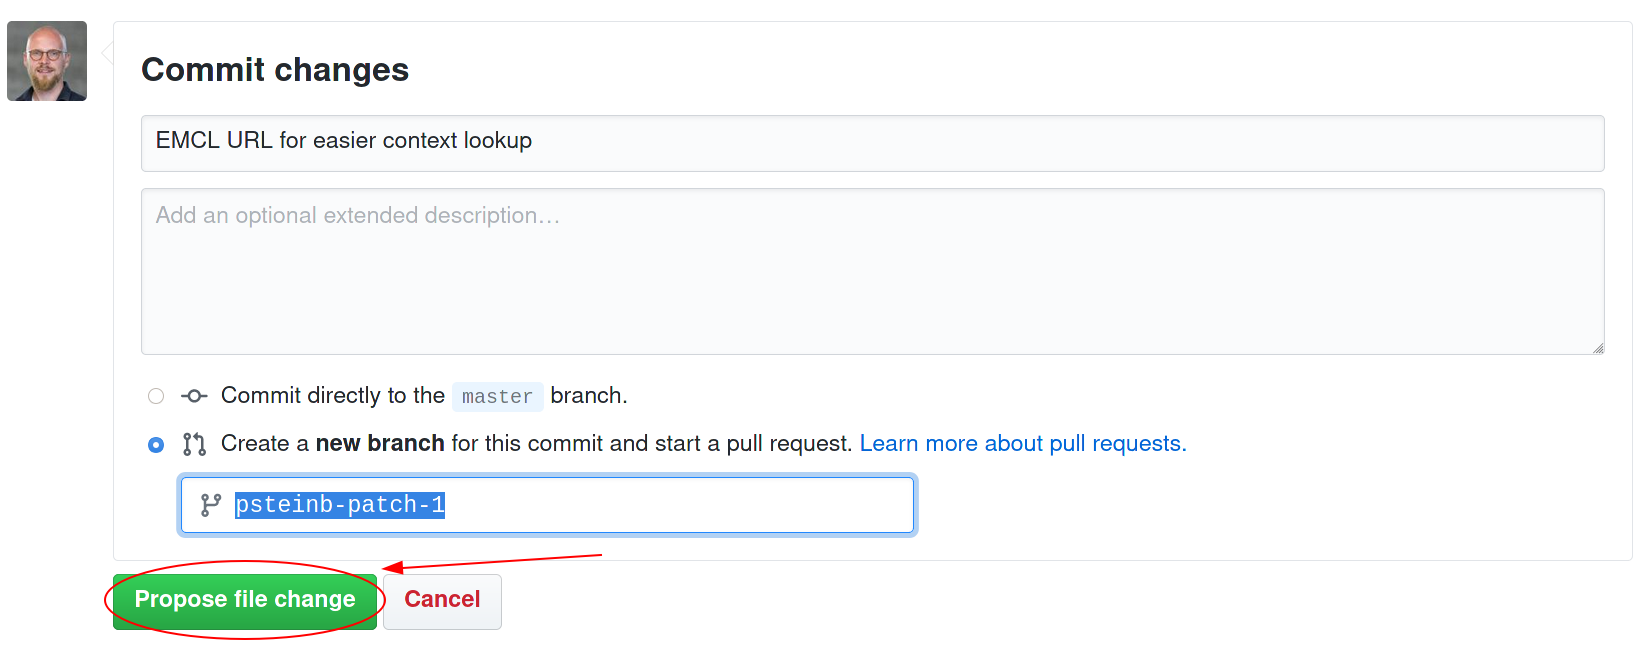 Commit changes
EMCL URL for easier context lookup
Add an optional extended description…
Commit directly to the master branch.
Create a new branch for this commit and start a pull request. Learn more about pull requests.
psteinb-patch-1
Propose file change Cancel